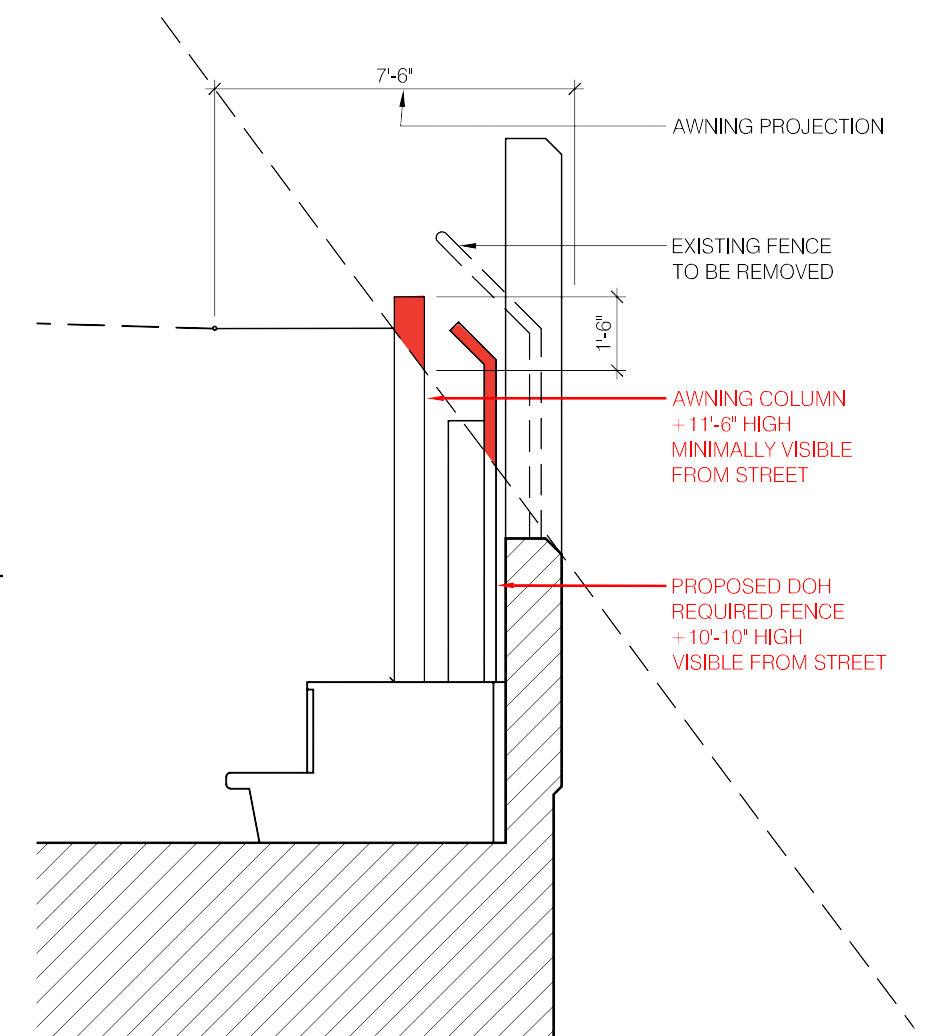 7'-6"
AWNING PROJECTION
EXISTING FENCE
TO BE REMOVED
1'-6"
AWNING COLUMN
+11'-6" HIGH
MINIMALLY VISIBLE
FROM STREET
PROPOSED DOH
REQUIRED FENCE
+10'-10" HIGH
VISIBLE FROM STREET